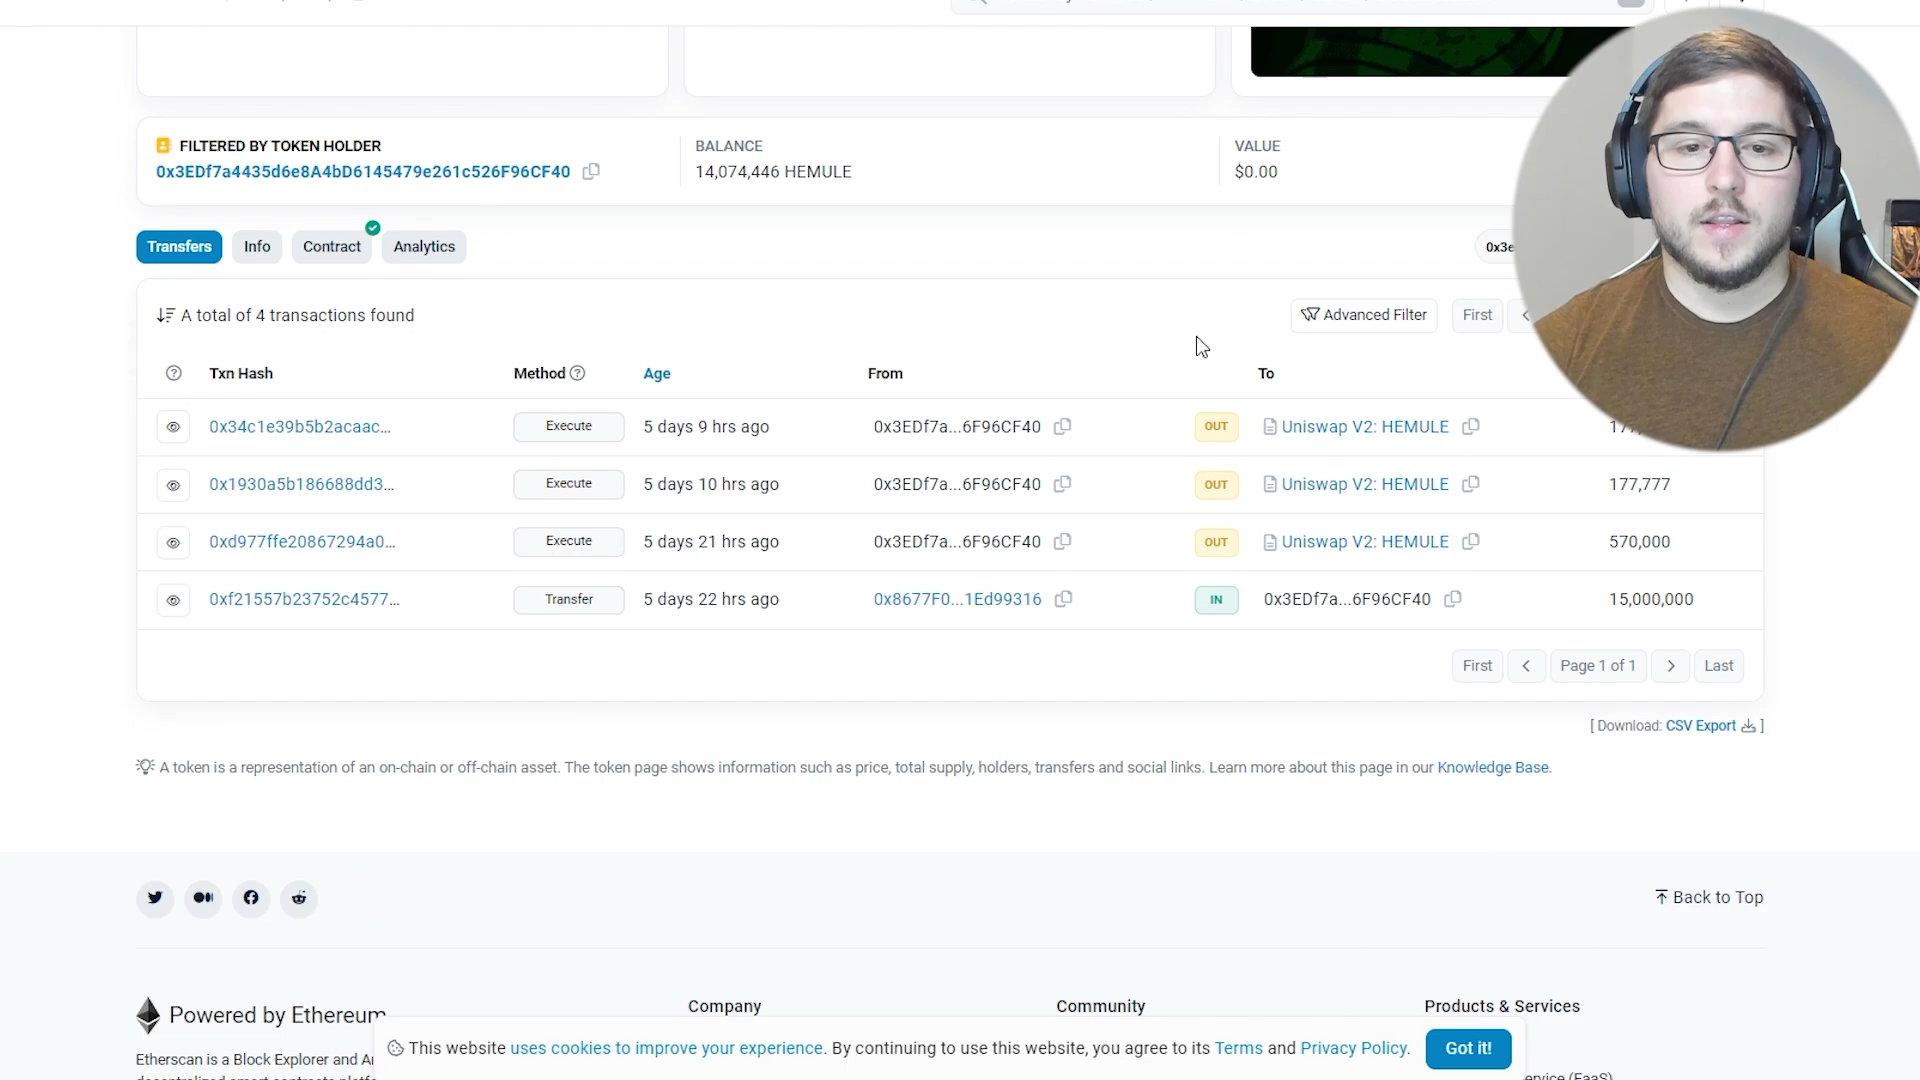 FILTERED BY TOKEN HOLDER
0x3EDf7a4435d6e8A4bD6145479e261c526F96CF40
BALANCE
14,074,446 HEMULE
VALUE
$0.00
Transfers Info Contract Analytics
A total of 4 transactions found
Advanced Filter First
Txn Hash Method Age From To
0x34c1e39b5b2acaac... Execute 5 days 9 hrs ago 0x3EDf7a...6F96CF40 OUT Uniswap V2: HEMULE
0x1930a5b186688dd3... Execute 5 days 10 hrs ago 0x3EDf7a...6F96CF40 OUT Uniswap V2: HEMULE 177,777
0xd977ffe20867294a0... Execute 5 days 21 hrs ago 0x3EDf7a...6F96CF40 OUT Uniswap V2: HEMULE 570,000
0xf21557b23752c4577... Transfer 5 days 22 hrs ago 0x8677F0...1Ed99316 IN 0x3EDf7a...6F96CF40 15,000,000
First Page 1 of 1 Last
[ Download: CSV Export ]
A token is a representation of an on-chain or off-chain asset. The token page shows information such as price, total supply, holders, transfers and social links. Learn more about this page in our Knowledge Base.
Back to Top
Powered by Ethereum Company Community Products & Services
Etherscan is a Block Explorer and
This website uses cookies to improve your experience. By continuing to use this website, you agree to its Terms and Privacy Policy. Got it!